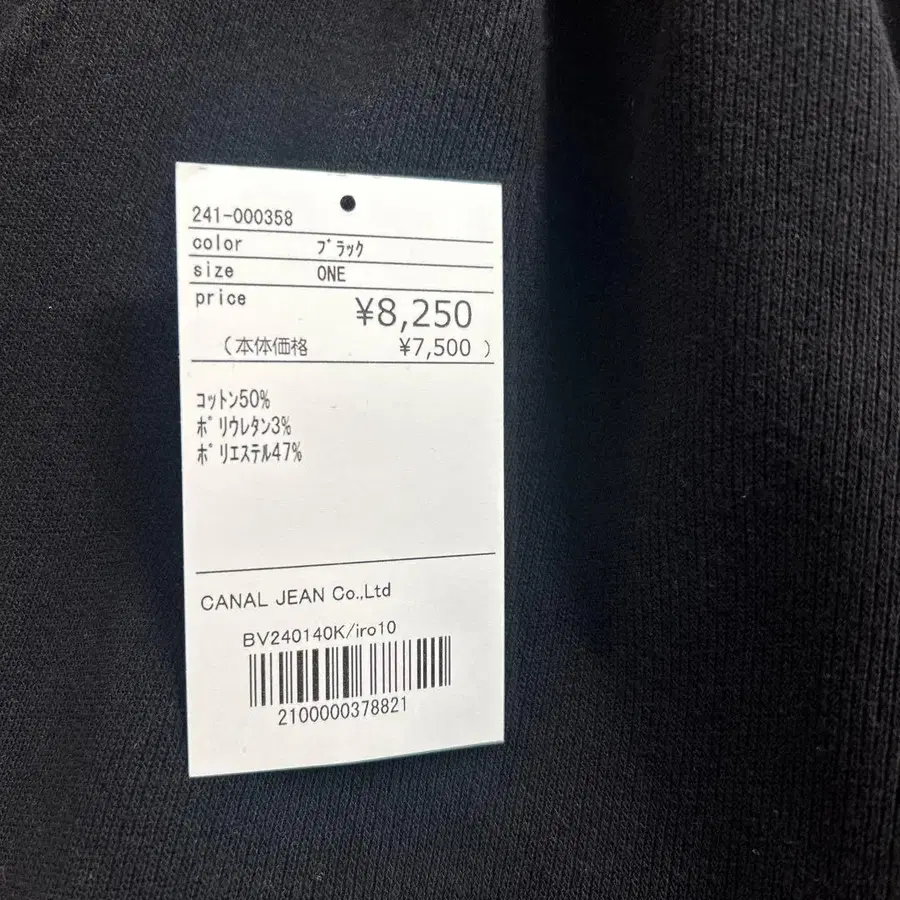 241-000358
color ブラック
size ONE
price ¥8,250
(本体価格 ¥7,500 )
コットン50%
ポリウレタン3%
ポリエステル47%
CANAL JEAN Co.,Ltd
BV240140K/iro10
2100000378821